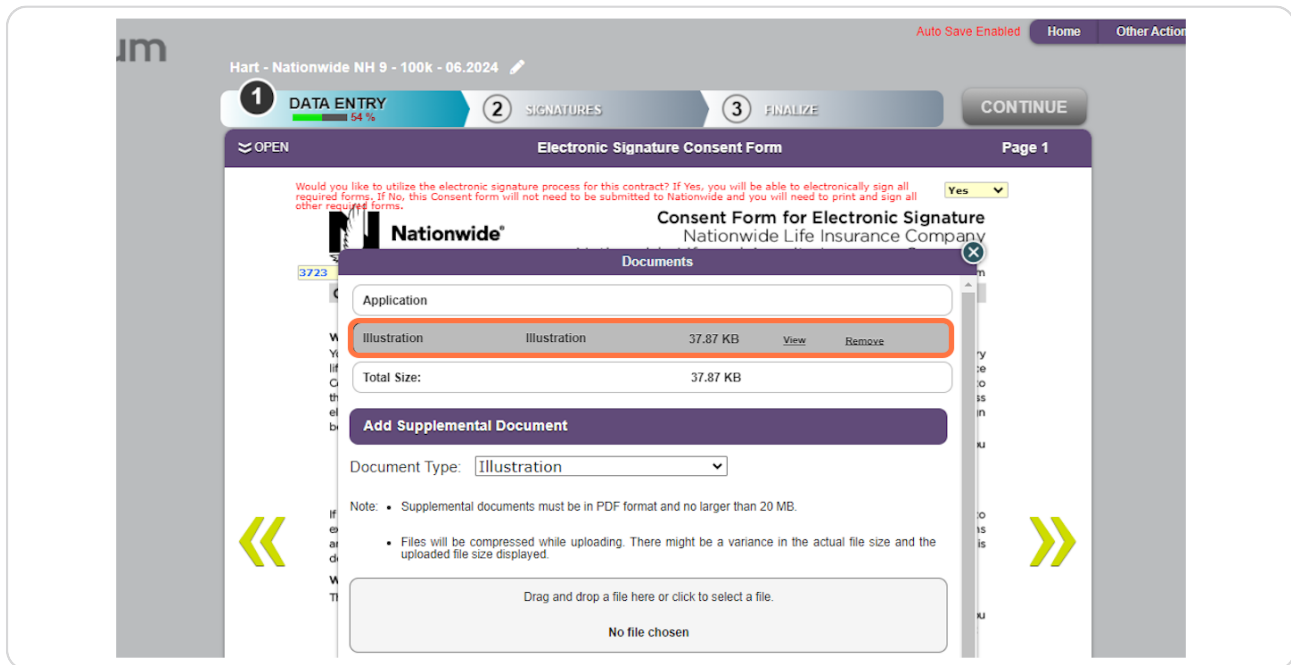 um
Auto Save Enabled Home Other Action
Hart - Nationwide NH 9 - 100k - 06.2024
1 DATA ENTRY 54 % 2 SIGNATURES 3 FINALIZE CONTINUE
OPEN Electronic Signature Consent Form Page 1
Would you like to utilize the electronic signature process for this contract? If Yes, you will be able to electronically sign all
required forms. If No, this Consent form will not need to be submitted to Nationwide and you will need to print and sign all
other required forms.
Yes
Consent Form for Electronic Signature
Nationwide® Nationwide Life Insurance Company
Documents
3723
Application
Illustration Illustration 37.87 KB View Remove
Total Size: 37.87 KB
Add Supplemental Document
Document Type: Illustration
Note: • Supplemental documents must be in PDF format and no larger than 20 MB.
• Files will be compressed while uploading. There might be a variance in the actual file size and the
uploaded file size displayed.
Drag and drop a file here or click to select a file.
No file chosen